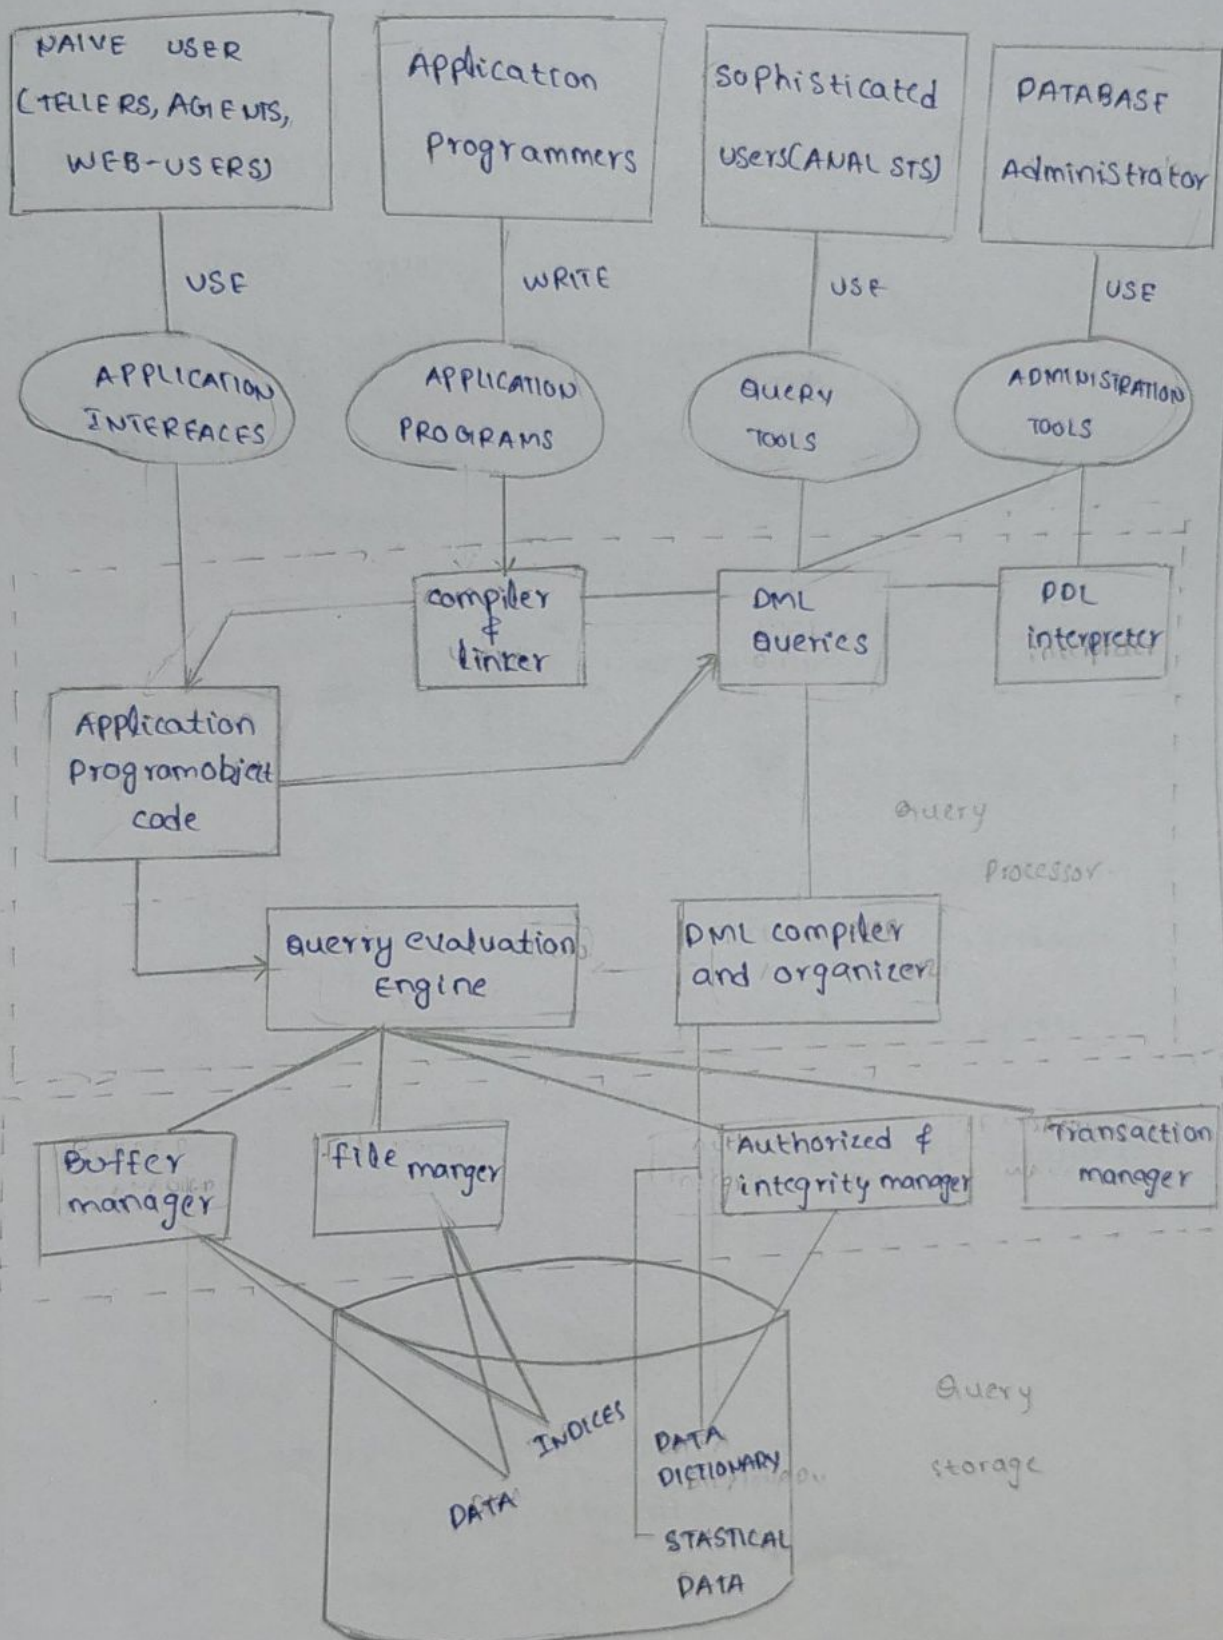 NAIVE USER
(TELLERS, AGENTS,
WEB-USERS)
Application
Programmers
Sophisticated
users(ANAL STS)
DATABASE
Administrator
USE
WRITE
USE
USE
APPLICATION
INTERFACES
APPLICATION
PROGRAMS
QUERY
TOOLS
ADMINISTRATION
TOOLS
compiler
&
linker
DML
Queries
DDL
interpreter
Application
Programobject
code
Query
Processor
Querry evaluation
Engine
DML compiler
and organizer
Buffer
manager
file manger
Authorized &
integrity manager
Transaction
manager
INDICES
DATA
DATA
DICTIONARY
STASTICAL
DATA
Query
storage